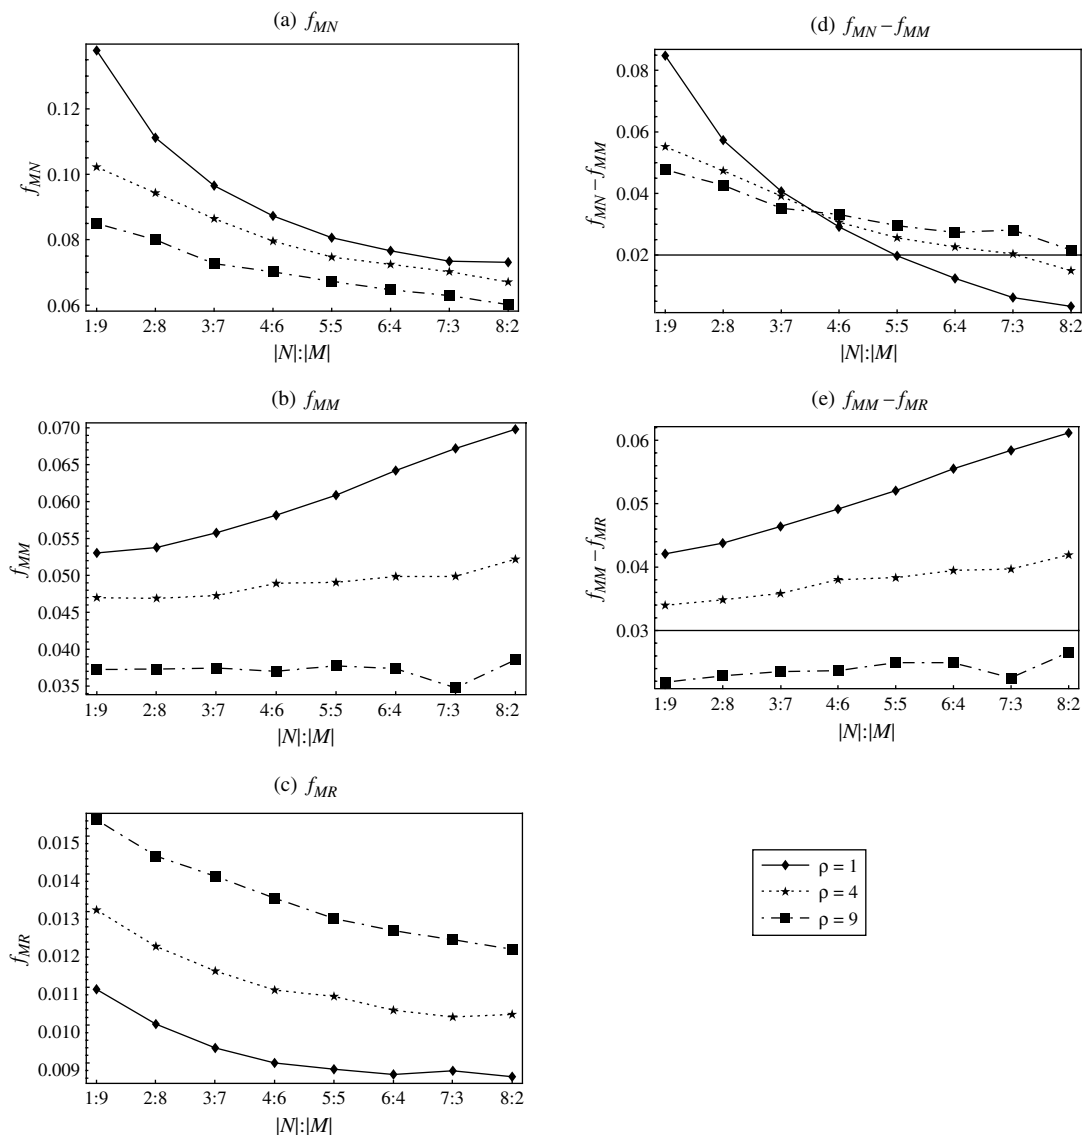 (a) f_MN
f_MN
0.12
0.10
0.08
0.06
1:9 2:8 3:7 4:6 5:5 6:4 7:3 8:2
|N|:|M|
(d) f_MN − f_MM
f_MN − f_MM
0.08
0.06
0.04
0.02
1:9 2:8 3:7 4:6 5:5 6:4 7:3 8:2
|N|:|M|
(b) f_MM
f_MM
0.070
0.065
0.060
0.055
0.050
0.045
0.040
0.035
1:9 2:8 3:7 4:6 5:5 6:4 7:3 8:2
|N|:|M|
(e) f_MM − f_MR
f_MM − f_MR
0.06
0.05
0.04
0.03
1:9 2:8 3:7 4:6 5:5 6:4 7:3 8:2
|N|:|M|
(c) f_MR
f_MR
0.015
0.014
0.013
0.012
0.011
0.010
0.009
1:9 2:8 3:7 4:6 5:5 6:4 7:3 8:2
|N|:|M|
ρ = 1
ρ = 4
ρ = 9